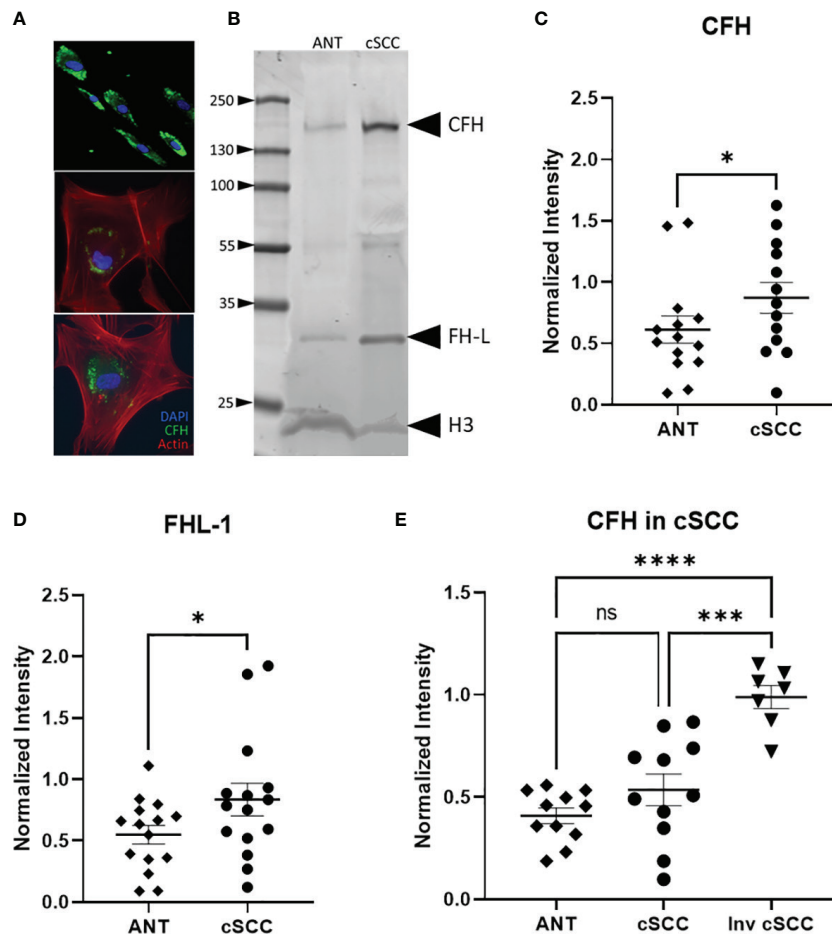 A
DAPI
CFH
Actin
B
ANT cSCC
250
130
100
55
35
25
CFH
FH-L
H3
C
CFH
Normalized Intensity
2.5
2.0
1.5
1.0
0.5
0.0
*
ANT cSCC
D
FHL-1
Normalized Intensity
2.5
2.0
1.5
1.0
0.5
0.0
*
ANT cSCC
E
CFH in cSCC
Normalized Intensity
1.5
1.0
0.5
0.0
****
ns
***
ANT cSCC Inv cSCC